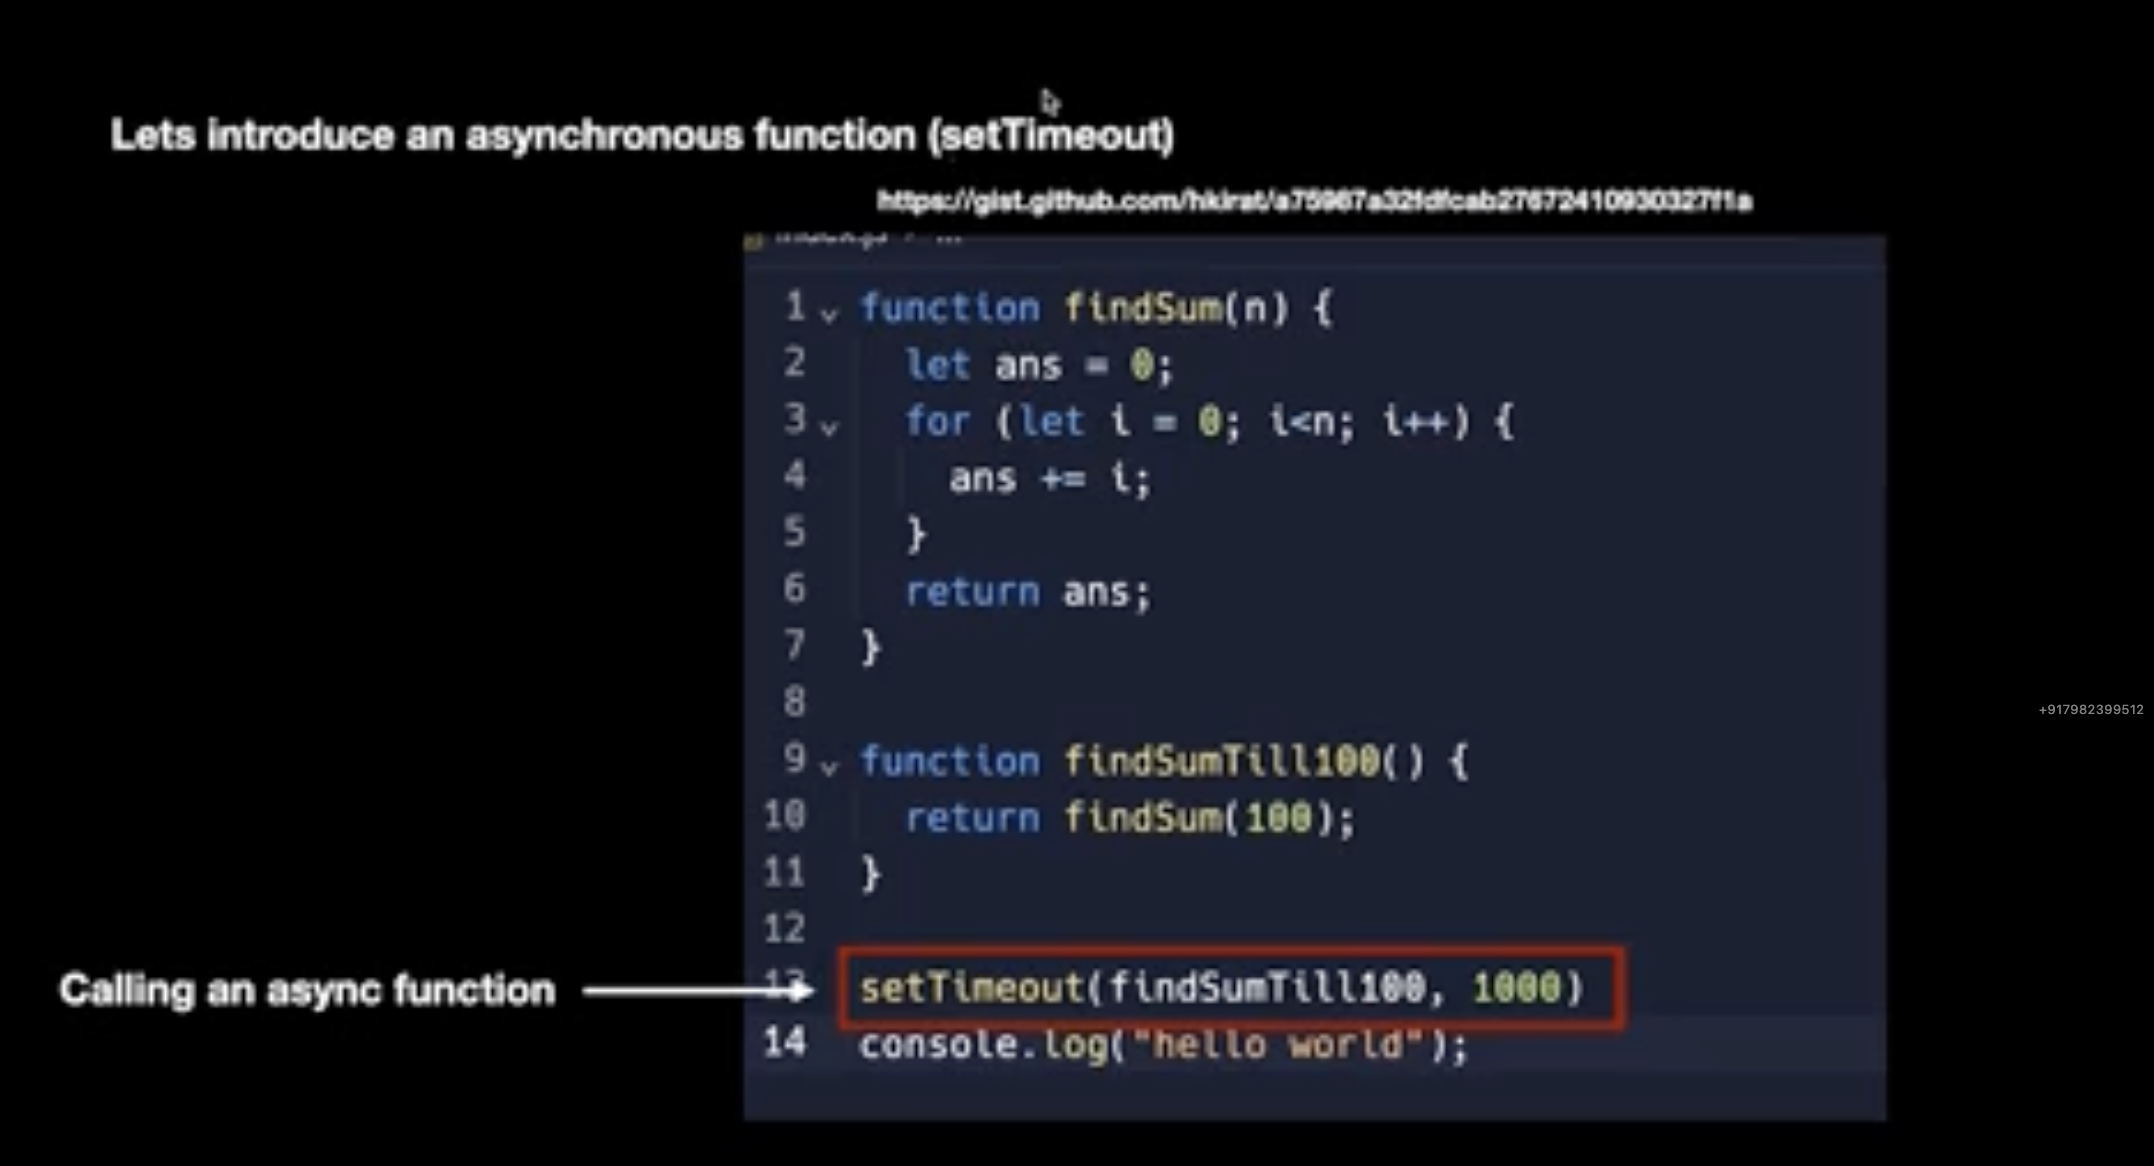 Lets introduce an asynchronous function (setTimeout)
https://gist.github.com/hkirat/a75987a32fdfcab27672410930327f1a
1 function findSum(n) {
2 let ans = 0;
3 for (let i = 0; i<n; i++) {
4 ans += i;
5 }
6 return ans;
7 }
8
9 function findSumTill100() {
10 return findSum(100);
11 }
12
Calling an async function 13 setTimeout(findSumTill100, 1000)
14 console.log("hello world");
+917982399512